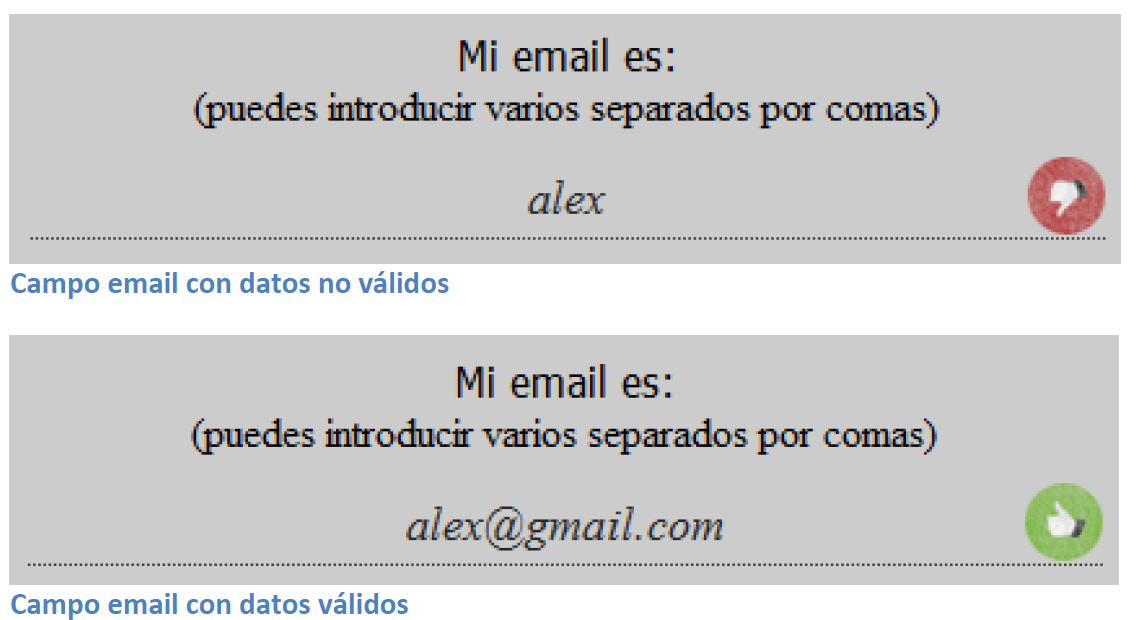 Mi email es:
(puedes introducir varios separados por comas)
alex
Campo email con datos no válidos
Mi email es:
(puedes introducir varios separados por comas)
alex@gmail.com
Campo email con datos válidos